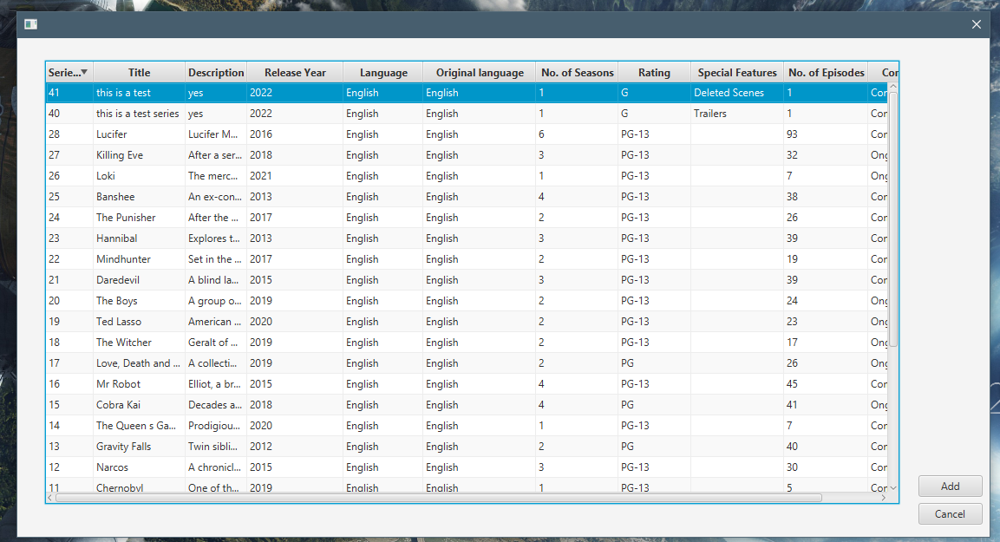 Serie... Title Description Release Year Language Original language No. of Seasons Rating Special Features No. of Episodes Cor
41 this is a test yes 2022 English English 1 G Deleted Scenes 1 Cor
40 this is a test series yes 2022 English English 1 G Trailers 1 Cor
28 Lucifer Lucifer M... 2016 English English 6 PG-13 93 Cor
27 Killing Eve After a ser... 2018 English English 3 PG-13 32 Ong
26 Loki The merc... 2021 English English 1 PG-13 7 Ong
25 Banshee An ex-con... 2013 English English 4 PG-13 38 Cor
24 The Punisher After the ... 2017 English English 2 PG-13 26 Cor
23 Hannibal Explores t... 2013 English English 3 PG-13 39 Cor
22 Mindhunter Set in the ... 2017 English English 2 PG-13 19 Cor
21 Daredevil A blind la... 2015 English English 3 PG-13 39 Cor
20 The Boys A group o... 2019 English English 2 PG-13 24 Ong
19 Ted Lasso American ... 2020 English English 2 PG-13 23 Ong
18 The Witcher Geralt of ... 2019 English English 2 PG-13 17 Ong
17 Love, Death and ... A collecti... 2019 English English 2 PG 26 Ong
16 Mr Robot Elliot, a br... 2015 English English 4 PG-13 45 Cor
15 Cobra Kai Decades a... 2018 English English 4 PG 41 Ong
14 The Queen s Ga... Prodigiou... 2020 English English 1 PG-13 7 Cor
13 Gravity Falls Twin sibli... 2012 English English 2 PG 40 Cor
12 Narcos A chronicl... 2015 English English 3 PG-13 30 Cor
11 Chernobyl One of th... 2019 English English 1 PG-13 5 Cor
Add
Cancel